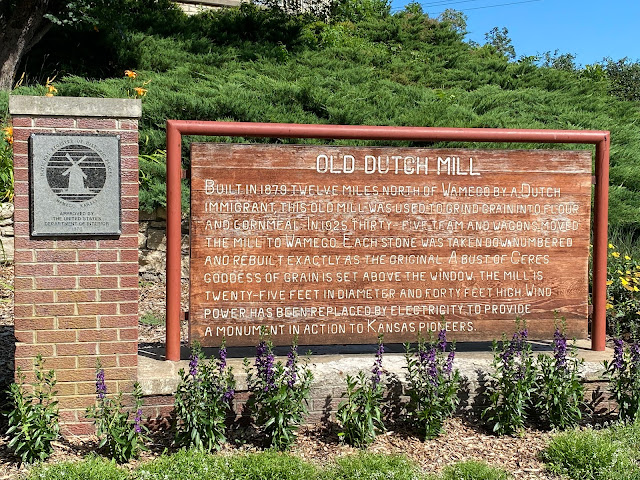 OLD DUTCH MILL
BUILT IN 1879 TWELVE MILES NORTH OF WAMEGO BY A DUTCH
IMMIGRANT, THIS OLD MILL WAS USED TO GRIND GRAIN INTO FLOUR
AND CORNMEAL. IN 1925 THIRTY-FIVE TEAM AND WAGONS MOVED
THE MILL TO WAMEGO. EACH STONE WAS TAKEN DOWN, NUMBERED
AND REBUILT EXACTLY AS THE ORIGINAL. A BUST OF CERES
GODDESS OF GRAIN IS SET ABOVE THE WINDOW. THE MILL IS
TWENTY-FIVE FEET IN DIAMETER AND FORTY FEET HIGH. WIND
POWER HAS BEEN REPLACED BY ELECTRICITY TO PROVIDE
A MONUMENT IN ACTION TO KANSAS PIONEERS.
APPROVED BY
THE UNITED STATES
DEPARTMENT OF INTERIOR